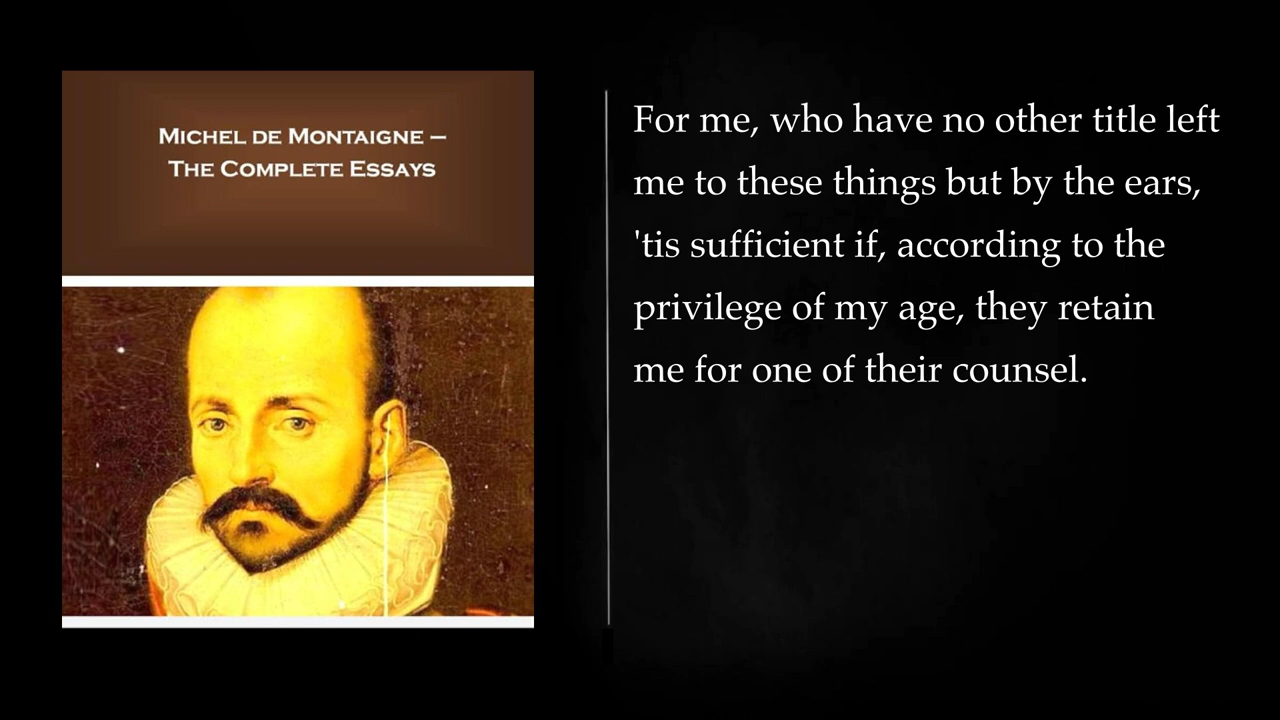 MICHEL DE MONTAIGNE –
THE COMPLETE ESSAYS
For me, who have no other title left
me to these things but by the ears,
'tis sufficient if, according to the
privilege of my age, they retain
me for one of their counsel.